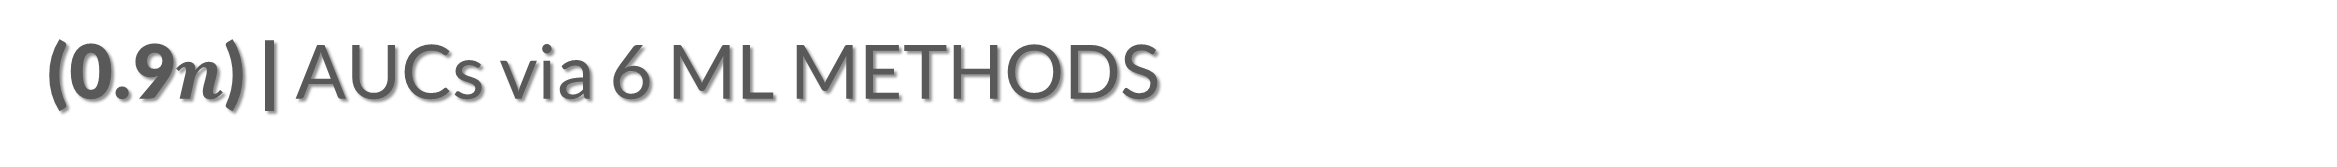 (0.9n) | AUCs via 6 ML METHODS